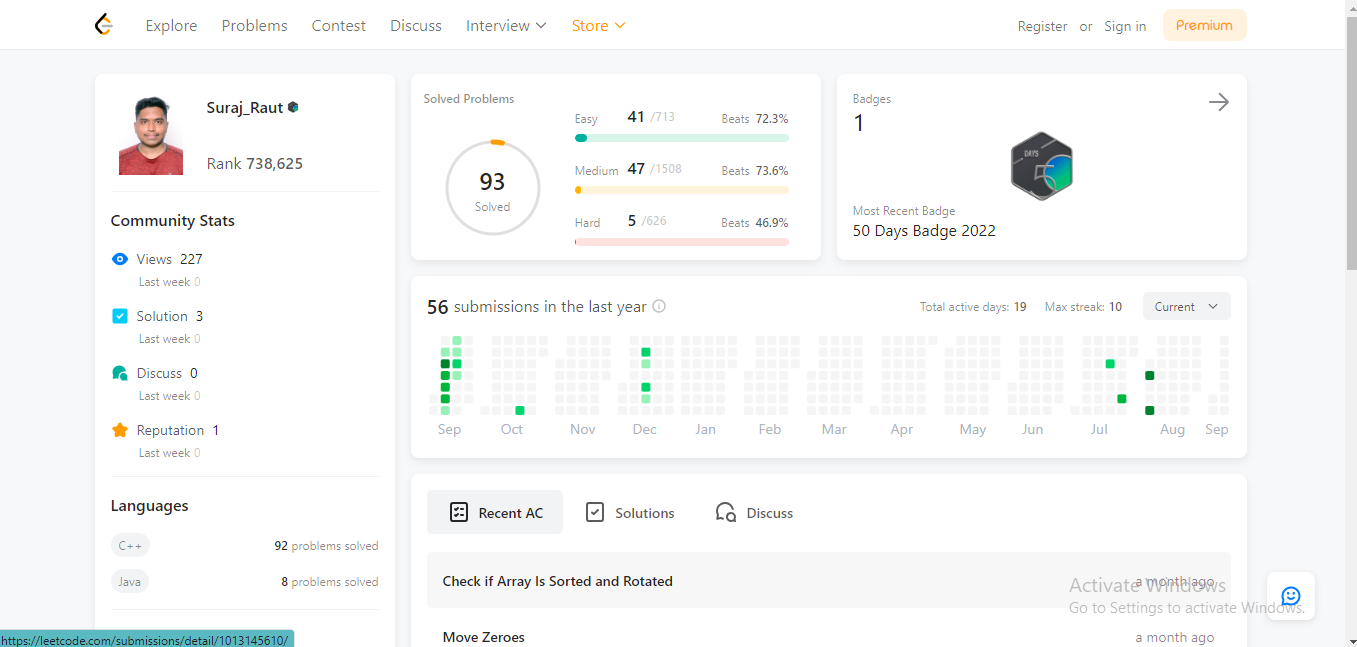 Explore Problems Contest Discuss Interview Store Register or Sign in Premium
Suraj_Raut
Rank 738,625
Community Stats
Views 227
Last week 0
Solution 3
Last week 0
Discuss 0
Last week 0
Reputation 1
Last week 0
Languages
C++ 92 problems solved
Java 8 problems solved
Solved Problems
93
Solved
Easy 41 /713 Beats 72.3%
Medium 47 /1508 Beats 73.6%
Hard 5 /626 Beats 46.9%
Badges
1
DAYS
Most Recent Badge
50 Days Badge 2022
56 submissions in the last year Total active days: 19 Max streak: 10 Current
Sep Oct Nov Dec Jan Feb Mar Apr May Jun Jul Aug Sep
Recent AC Solutions Discuss
Check if Array Is Sorted and Rotated a month ago
Move Zeroes a month ago
Activate Windows
Go to Settings to activate Windows.
https://leetcode.com/submissions/detail/1013145610/